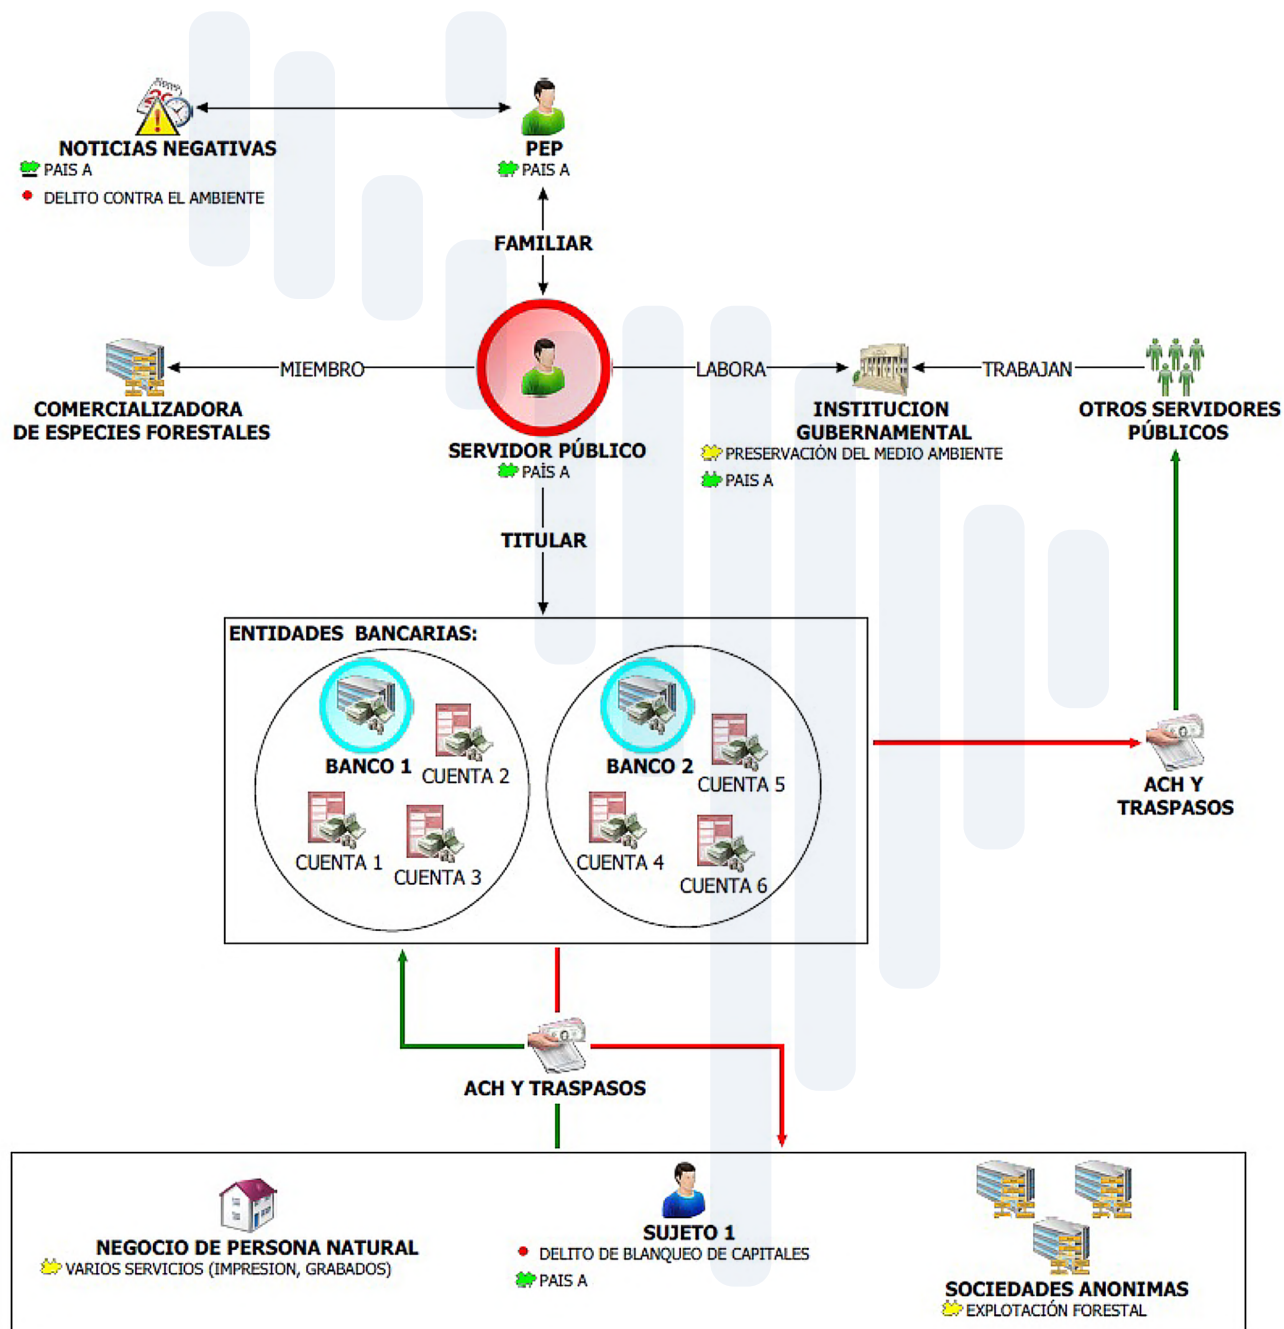 NOTICIAS NEGATIVAS
PAIS A
DELITO CONTRA EL AMBIENTE
PEP
PAIS A
FAMILIAR
COMERCIALIZADORA
DE ESPECIES FORESTALES
MIEMBRO
SERVIDOR PÚBLICO
PAÍS A
LABORA
INSTITUCION
GUBERNAMENTAL
PRESERVACIÓN DEL MEDIO AMBIENTE
PAIS A
TRABAJAN
OTROS SERVIDORES
PÚBLICOS
TITULAR
ENTIDADES BANCARIAS:
BANCO 1
CUENTA 2
CUENTA 1
CUENTA 3
BANCO 2
CUENTA 5
CUENTA 4
CUENTA 6
ACH Y
TRASPASOS
ACH Y TRASPASOS
NEGOCIO DE PERSONA NATURAL
VARIOS SERVICIOS (IMPRESION, GRABADOS)
SUJETO 1
DELITO DE BLANQUEO DE CAPITALES
PAIS A
SOCIEDADES ANONIMAS
EXPLOTACIÓN FORESTAL